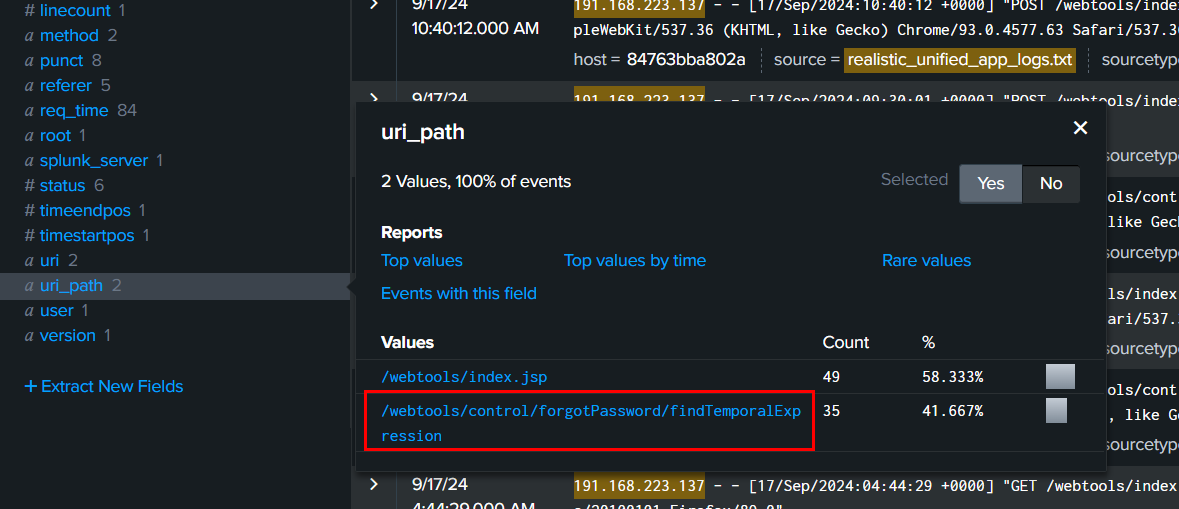 # linecount 1
a method 2
a punct 8
a referer 5
a req_time 84
a root 1
a splunk_server 1
# status 6
# timeendpos 1
# timestartpos 1
a uri 2
a uri_path 2
a user 1
a version 1
+ Extract New Fields
9/17/24
10:40:12.000 AM
191.168.223.137 - - [17/Sep/2024:10:40:12 +0000] "POST /webtools/inde
pleWebKit/537.36 (KHTML, like Gecko) Chrome/93.0.4577.63 Safari/537.3
host = 84763bba802a source = realistic_unified_app_logs.txt sourcetyp
9/17/24
191.168.223.137 - - [17/Sep/2024:09:30:01 +0000] "POST /webtools/inde
sourcetyp
ols/cont
like Gec
sourcetyp
ls/index
ari/537.
sourcetyp
ols/cont
, like G
sourcetyp
uri_path
2 Values, 100% of events
Selected Yes No
Reports
Top values Top values by time Rare values
Events with this field
Values Count %
/webtools/index.jsp 49 58.333%
/webtools/control/forgotPassword/findTemporalExp 35 41.667%
ression
9/17/24
4:44:29.000 AM
191.168.223.137 - - [17/Sep/2024:04:44:29 +0000] "GET /webtools/index